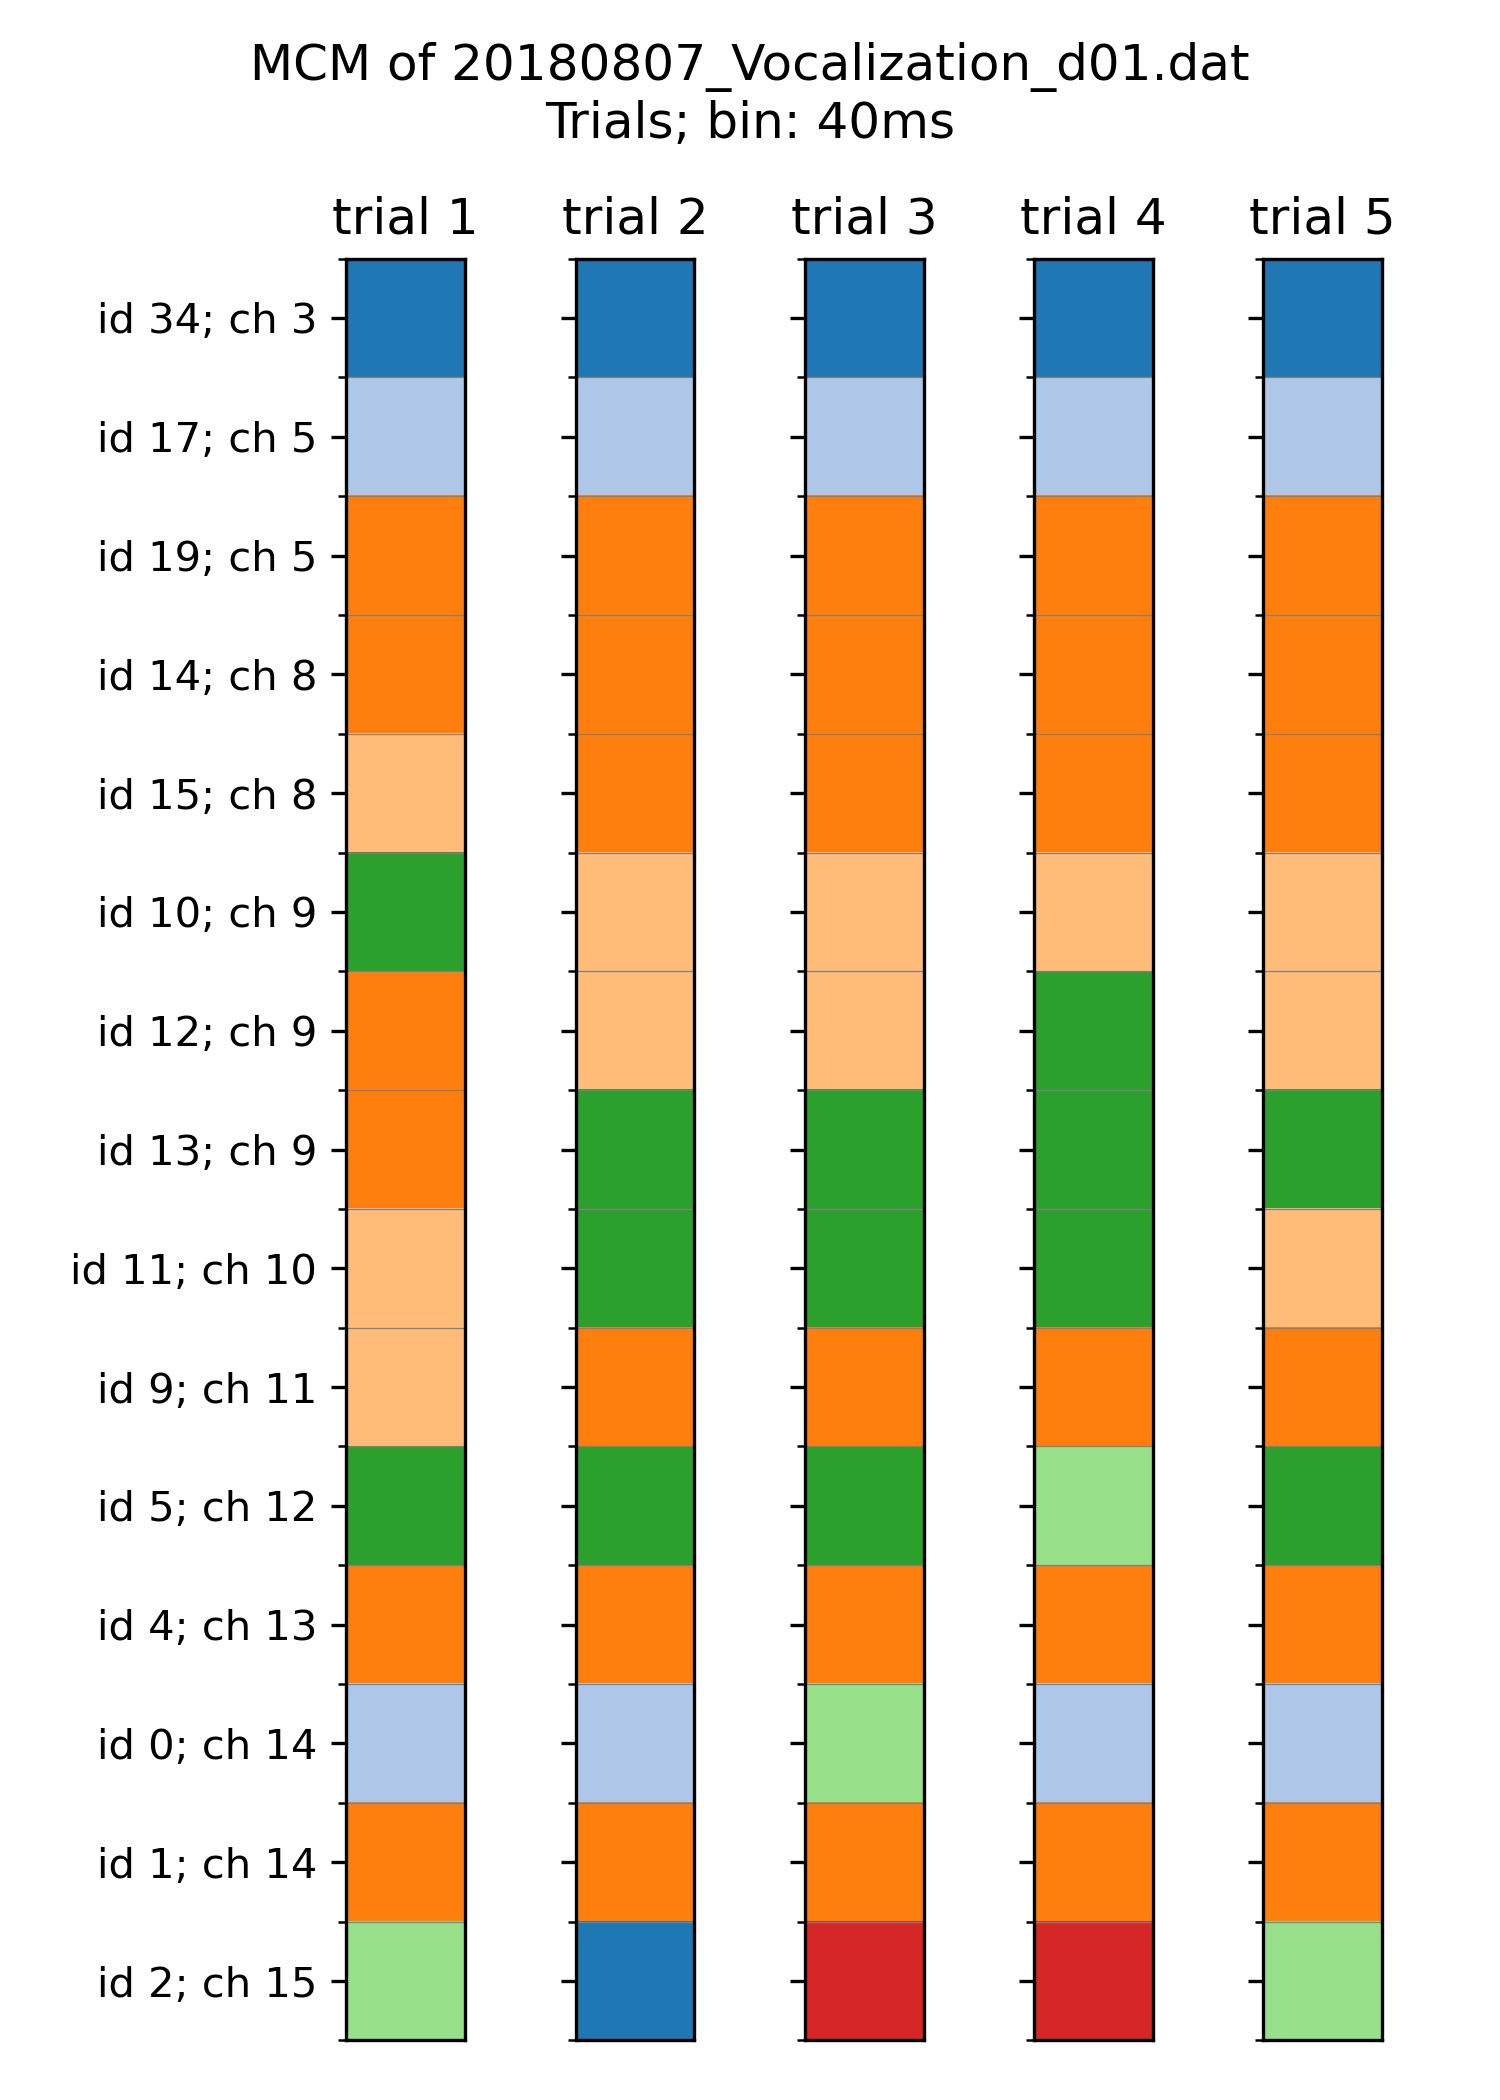 MCM of 20180807_Vocalization_d01.dat
Trials; bin: 40ms
trial 1 trial 2 trial 3 trial 4 trial 5
id 34; ch 3
id 17; ch 5
id 19; ch 5
id 14; ch 8
id 15; ch 8
id 10; ch 9
id 12; ch 9
id 13; ch 9
id 11; ch 10
id 9; ch 11
id 5; ch 12
id 4; ch 13
id 0; ch 14
id 1; ch 14
id 2; ch 15